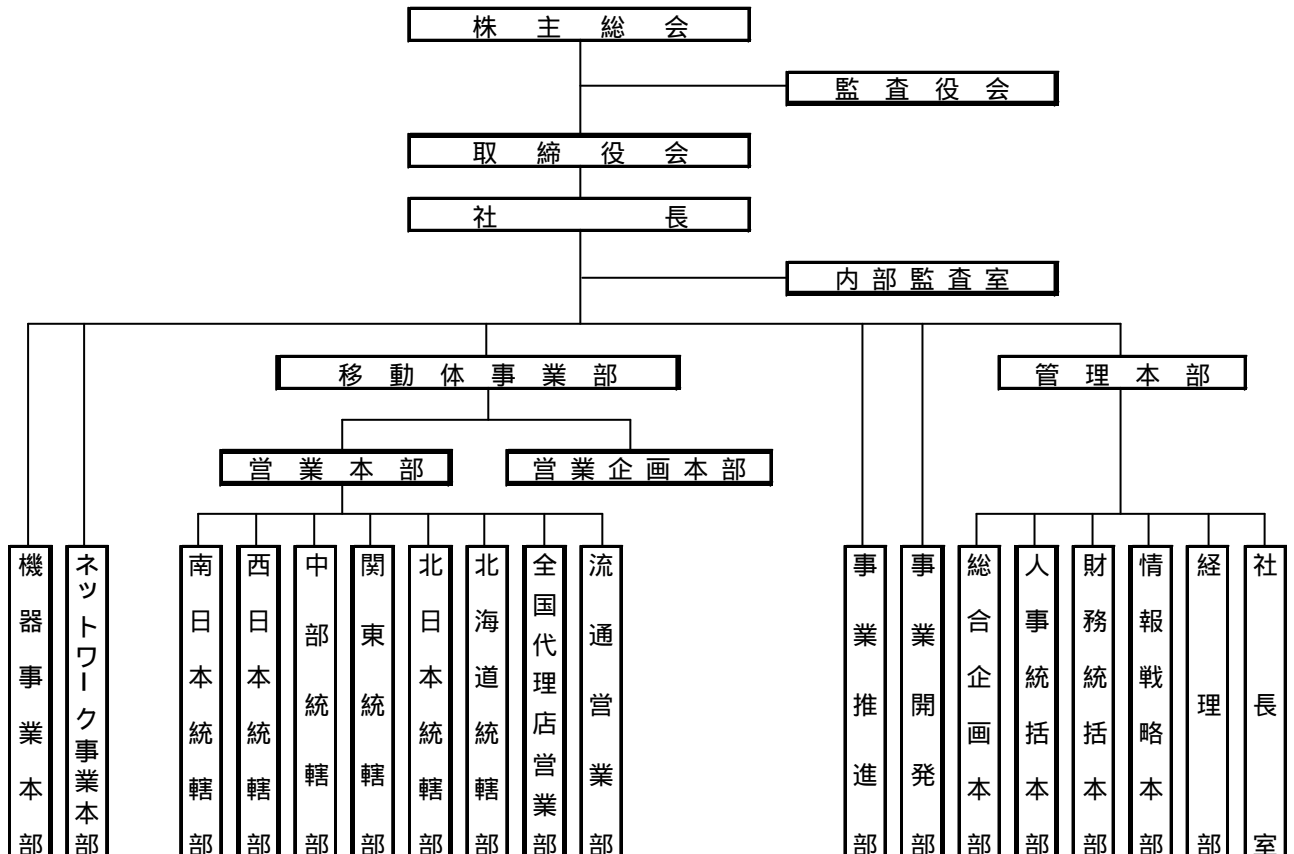 株主総会
監査役会
取締役会
社長
内部監査室
移動体事業部
管理本部
営業本部
営業企画本部
機器事業本部
ネットワーク事業本部
南日本統轄部
西日本統轄部
中部統轄部
関東統轄部
北日本統轄部
北海道統轄部
全国代理店営業部
流通営業部
事業推進部
事業開発部
総合企画本部
人事統括本部
財務統括本部
情報戦略本部
経理部
社長室